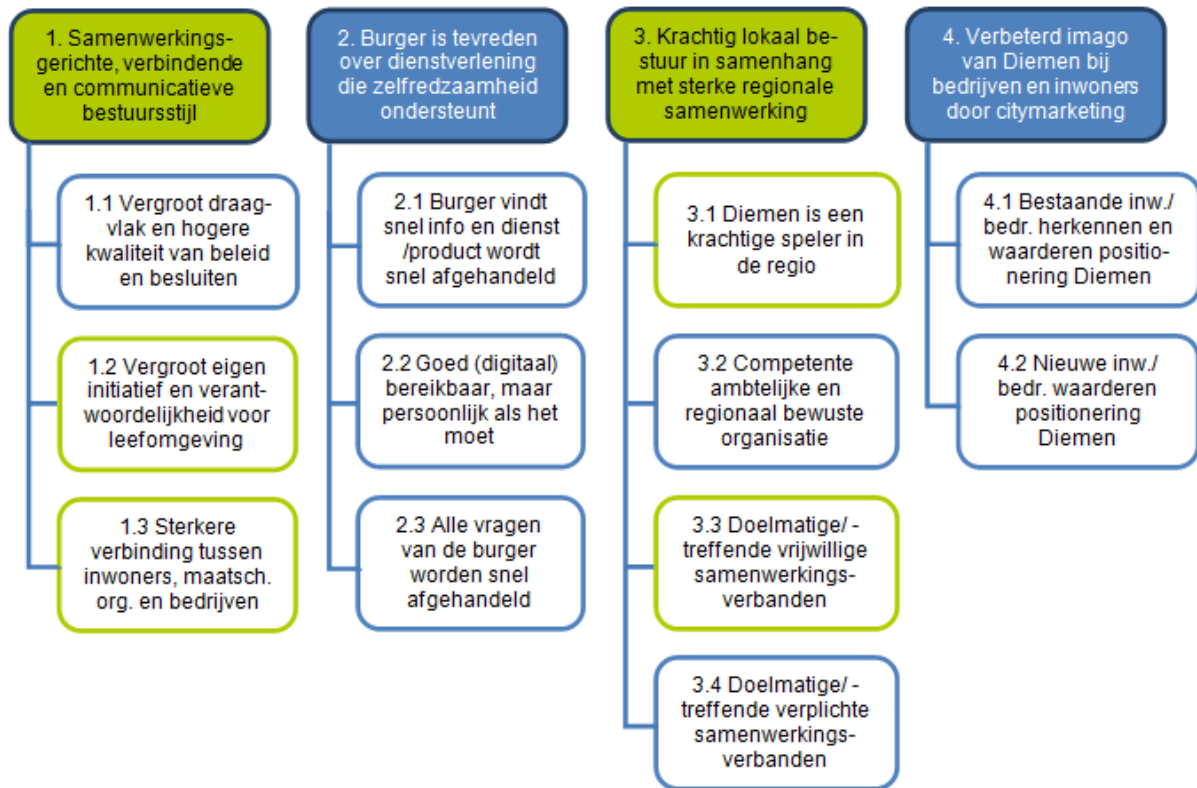 1. Samenwerkings-
gerichte, verbindende
en communicatieve
bestuursstijl
1.1 Vergroot draag-
vlak en hogere
kwaliteit van beleid
en besluiten
1.2 Vergroot eigen
initiatief en verant-
woordelijkheid voor
leefomgeving
1.3 Sterkere
verbinding tussen
inwoners, maatsch.
org. en bedrijven
2. Burger is tevreden
over dienstverlening
die zelfredzaamheid
ondersteunt
2.1 Burger vindt
snel info en dienst
/product wordt
snel afgehandeld
2.2 Goed (digitaal)
bereikbaar, maar
persoonlijk als het
moet
2.3 Alle vragen
van de burger
worden snel
afgehandeld
3. Krachtig lokaal be-
stuur in samenhang
met sterke regionale
samenwerking
3.1 Diemen is een
krachtige speler in
de regio
3.2 Competente
ambtelijke en
regionaal bewuste
organisatie
3.3 Doelmatige/ -
treffende vrijwillige
samenwerkings-
verbanden
3.4 Doelmatige/ -
treffende verplichte
samenwerkings-
verbanden
4. Verbeterd imago
van Diemen bij
bedrijven en inwoners
door citymarketing
4.1 Bestaande inw./
bedr. herkennen en
waarderen positio-
nering Diemen
4.2 Nieuwe inw./
bedr. waarderen
positionering
Diemen